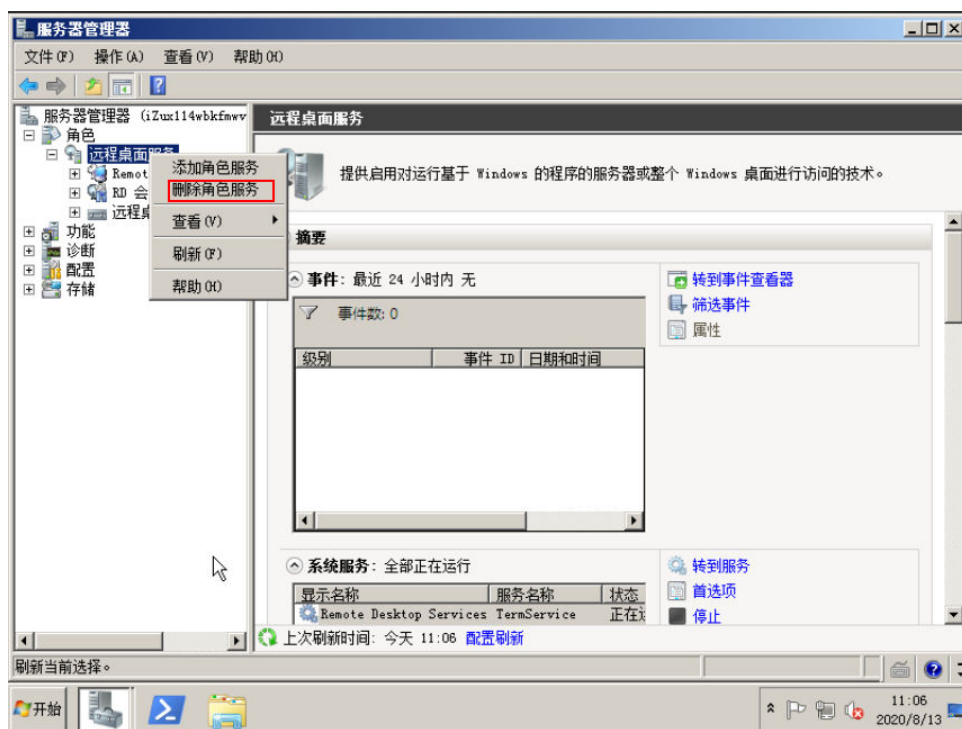 服务器管理器
文件(F) 操作(A) 查看(V) 帮助(H)
服务器管理器 (iZux114wbkfmwv
角色
远程桌面服务
Remot
RD 会
远程桌
功能
诊断
配置
存储
添加角色服务
删除角色服务
查看(V)
刷新(F)
帮助(H)
远程桌面服务
提供启用对运行基于 Windows 的程序的服务器或整个 Windows 桌面进行访问的技术。
摘要
事件: 最近 24 小时内 无
事件数: 0
级别 事件 ID 日期和时间
转到事件查看器
筛选事件
属性
系统服务: 全部正在运行
显示名称 服务名称 状态
Remote Desktop Services TermService 正在
转到服务
首选项
停止
上次刷新时间: 今天 11:06 配置刷新
刷新当前选择。
开始
11:06
2020/8/13